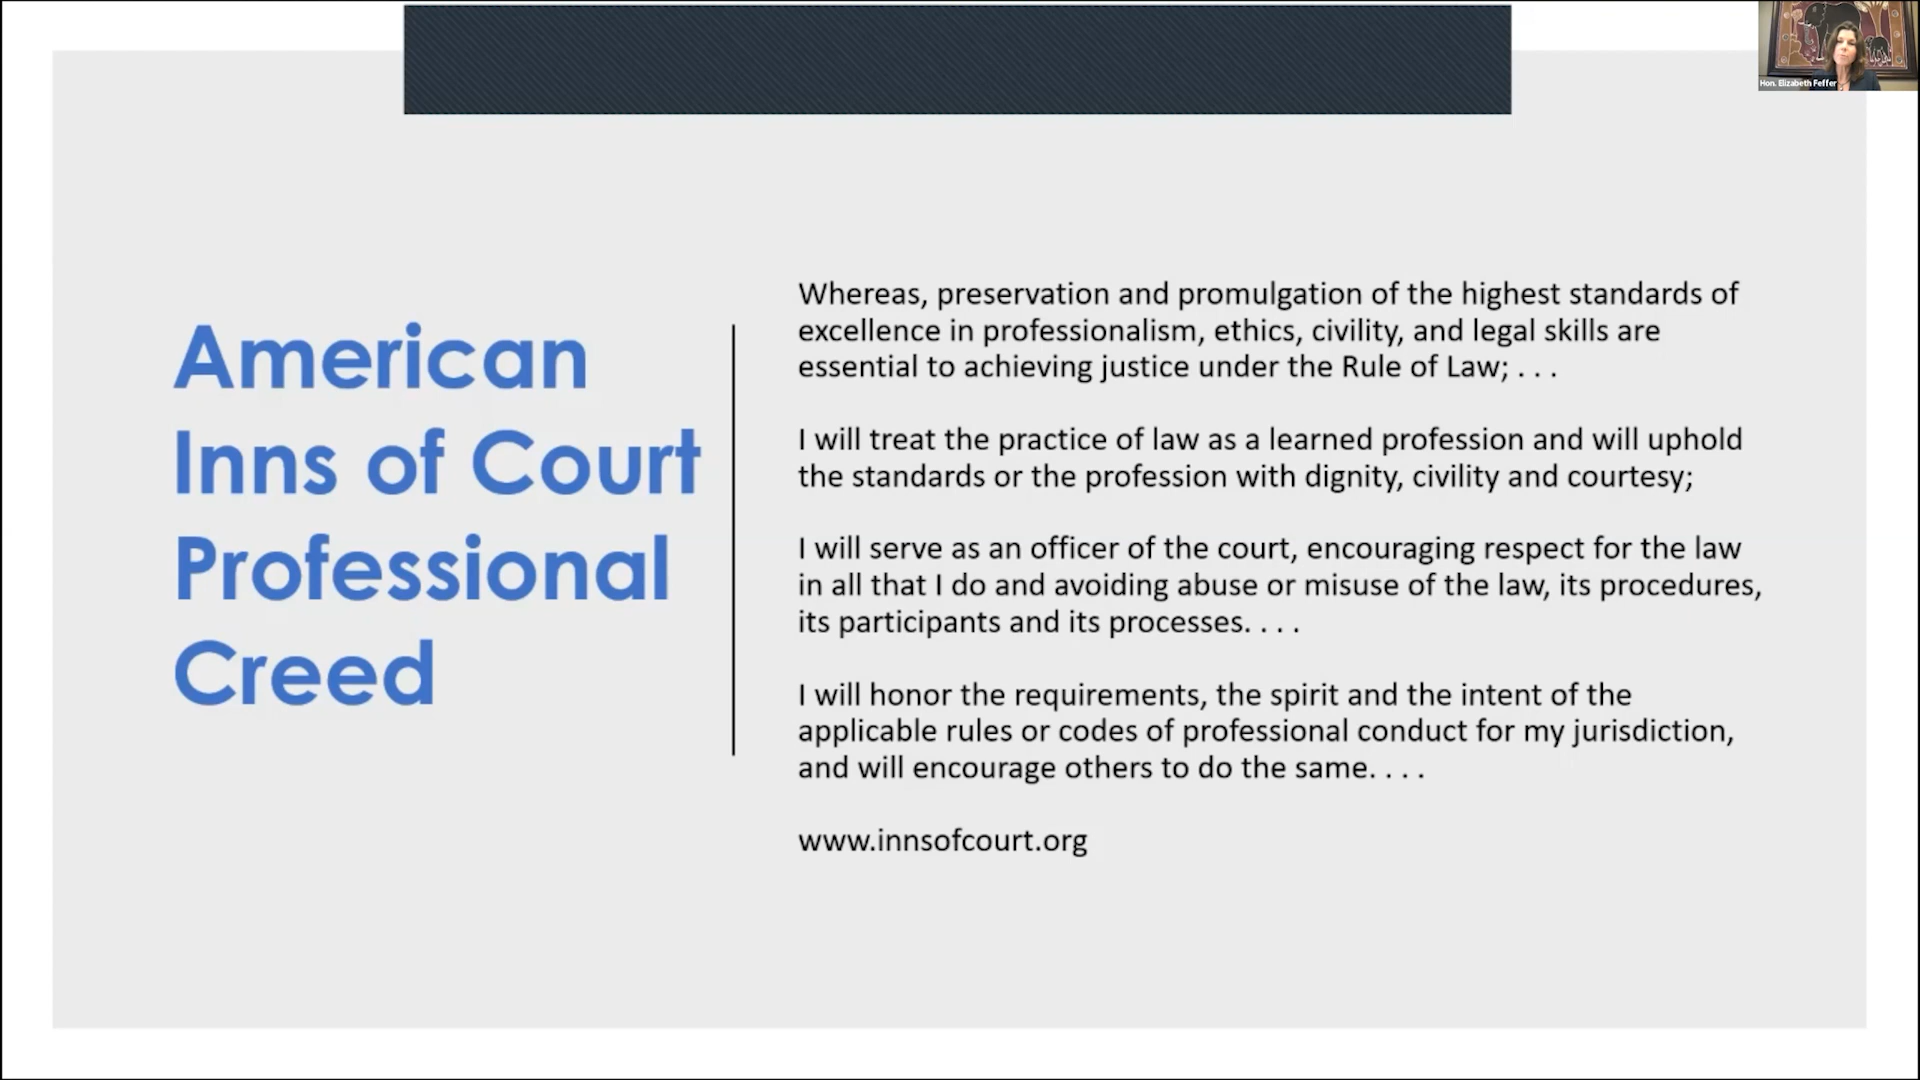 Hon. Elizabeth Feffer
American
Inns of Court
Professional
Creed
Whereas, preservation and promulgation of the highest standards of
excellence in professionalism, ethics, civility, and legal skills are
essential to achieving justice under the Rule of Law; . . .
I will treat the practice of law as a learned profession and will uphold
the standards or the profession with dignity, civility and courtesy;
I will serve as an officer of the court, encouraging respect for the law
in all that I do and avoiding abuse or misuse of the law, its procedures,
its participants and its processes. . . .
I will honor the requirements, the spirit and the intent of the
applicable rules or codes of professional conduct for my jurisdiction,
and will encourage others to do the same. . . .
www.innsofcourt.org